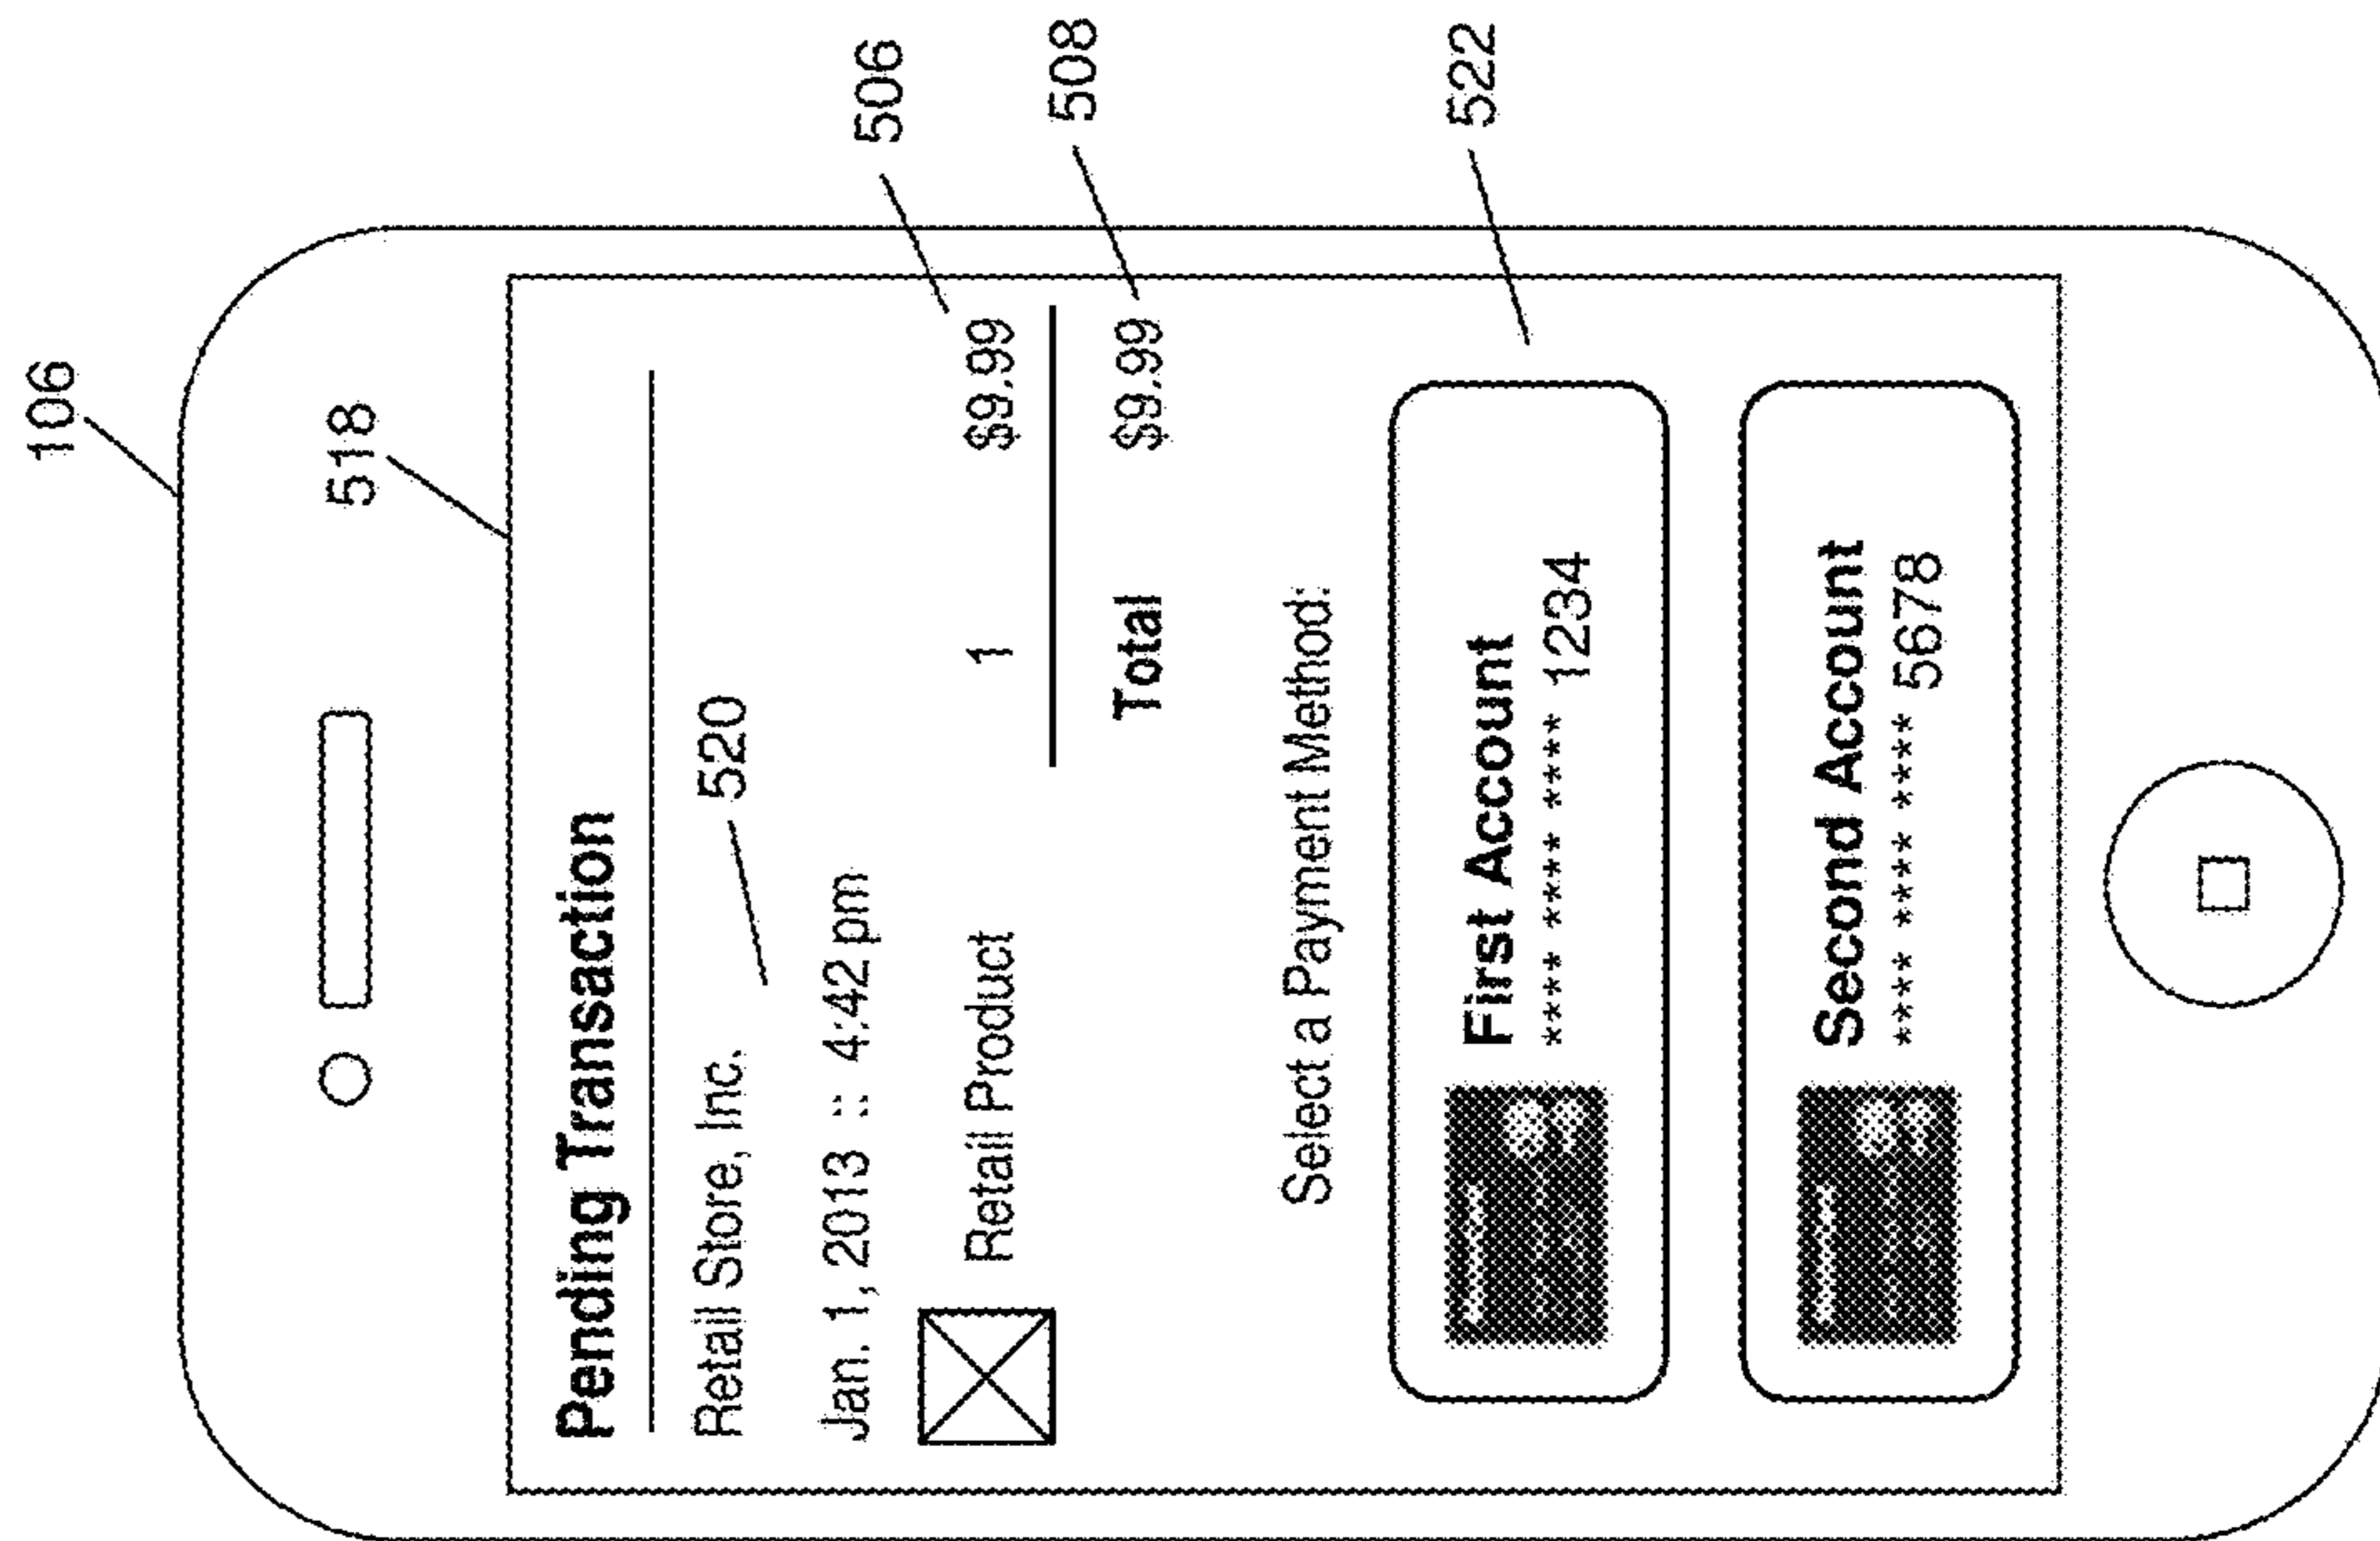 106
518
Pending Transaction
Retail Store, Inc.
520
Jan. 1, 2013 :: 4:42 pm
506
Retail Product 1 $9.99
508
Total $9.99
Select a Payment Method:
522
First Account
**** **** **** 1234
Second Account
**** **** **** 5678